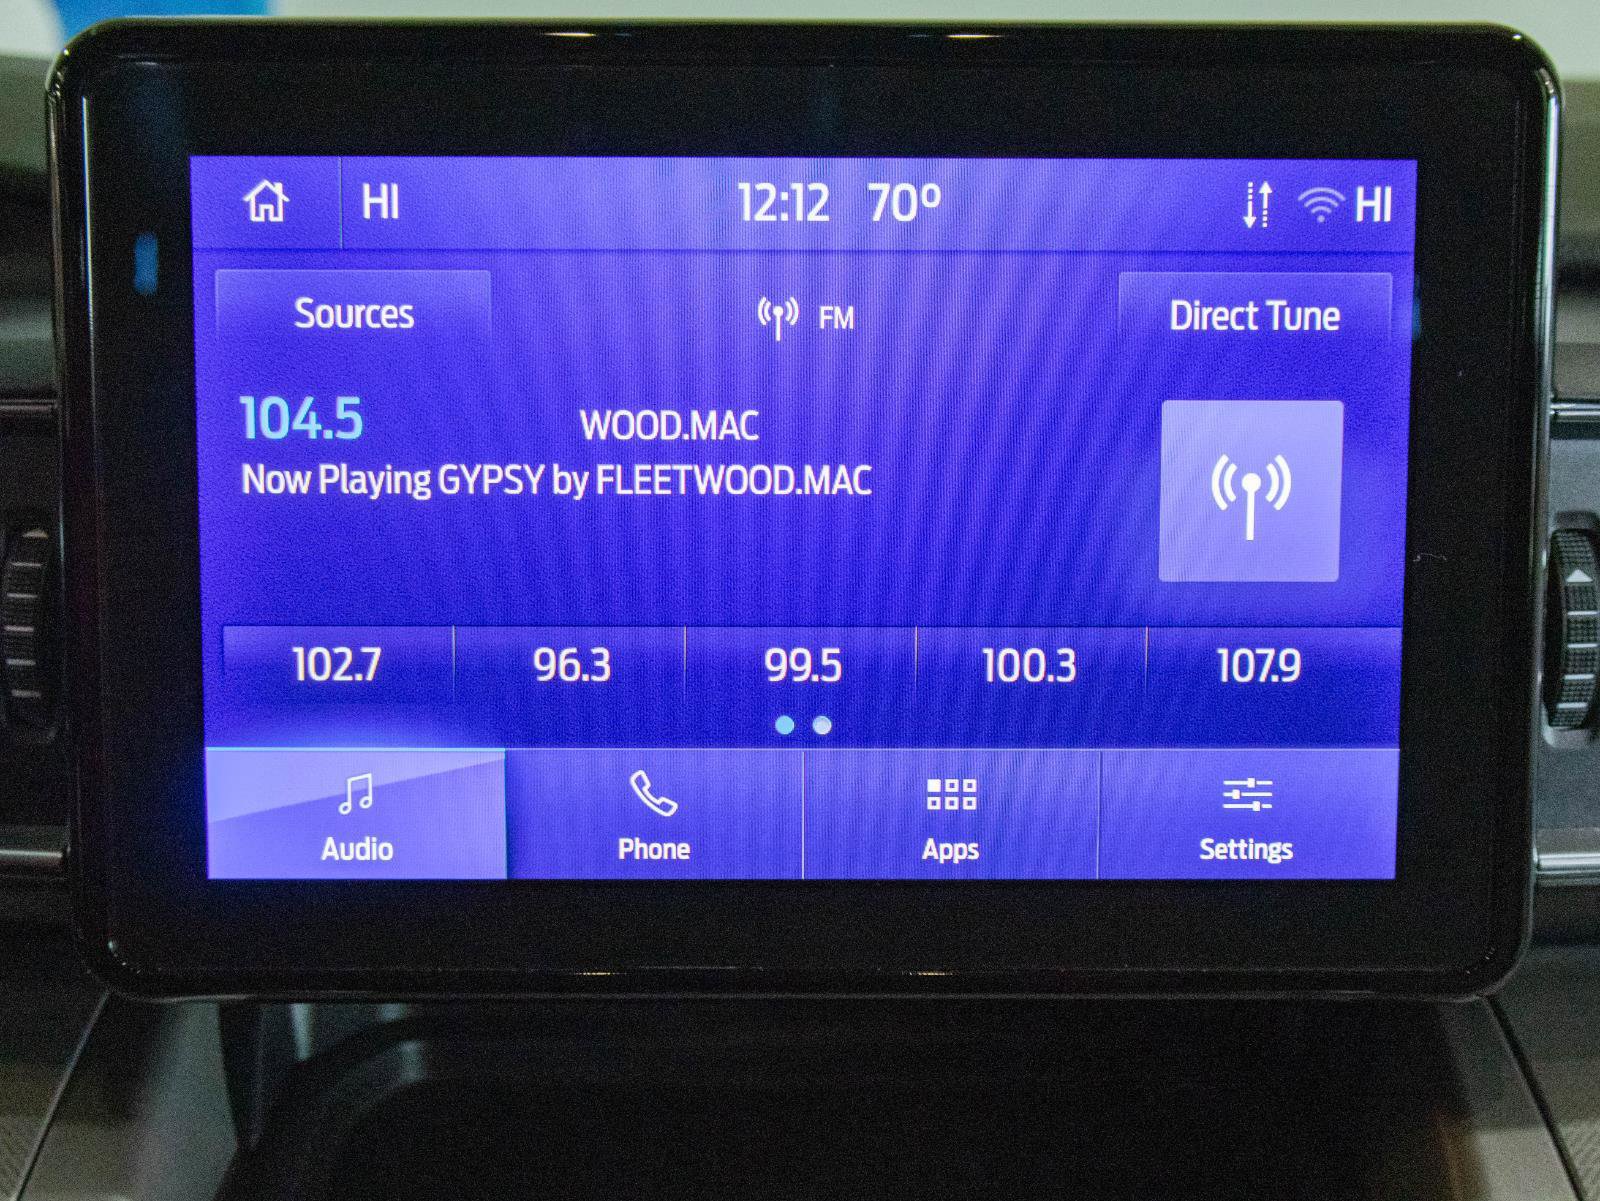 HI 12:12 70° HI
Sources FM Direct Tune
104.5 WOOD.MAC
Now Playing GYPSY by FLEETWOOD.MAC
102.7 96.3 99.5 100.3 107.9
Audio Phone Apps Settings